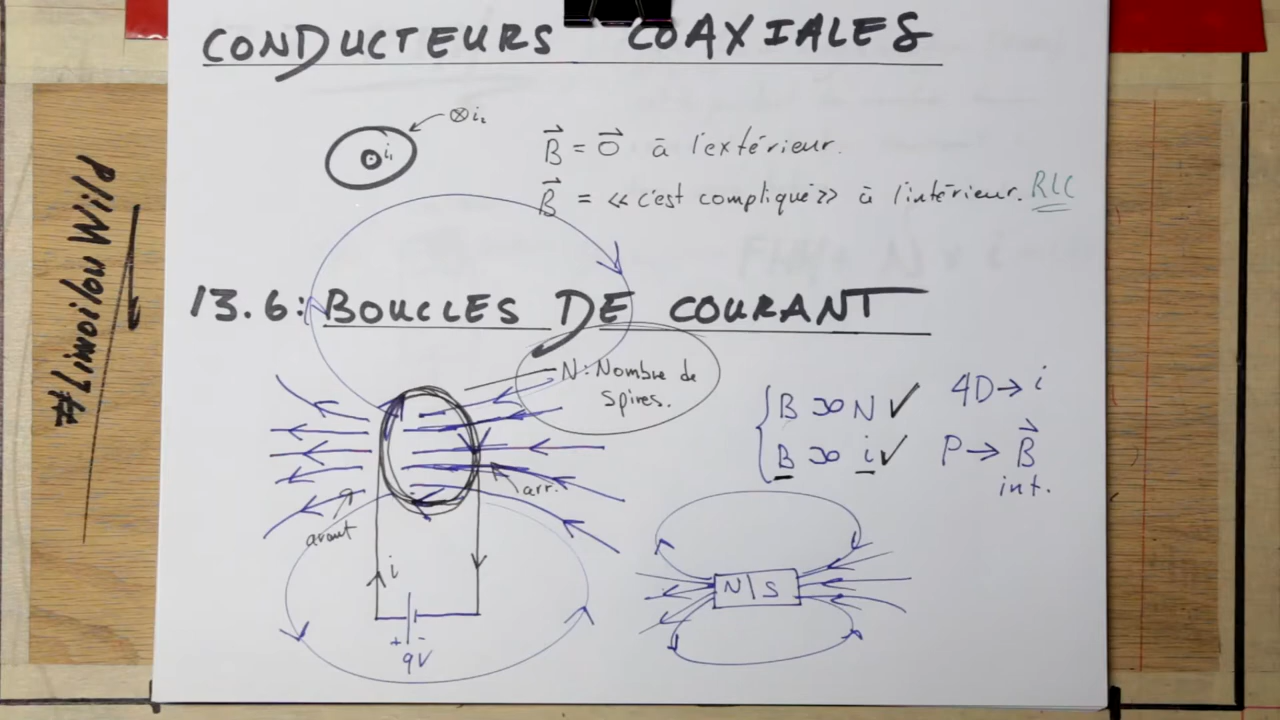 CONDUCTEURS COAXIALES
⊗i₂
i₁
B⃗ = 0⃗ à l'extérieur.
B⃗ = << c'est compliqué >> à l'intérieur. RLC
#Limoilou Wild
13.6: BOUCLES DE COURANT
N: Nombre de
spires.
B ∝ N ✓ 4D → i
B ∝ i ✓ P → B⃗
int.
arr.
avant
i
+ -
9V
N | S